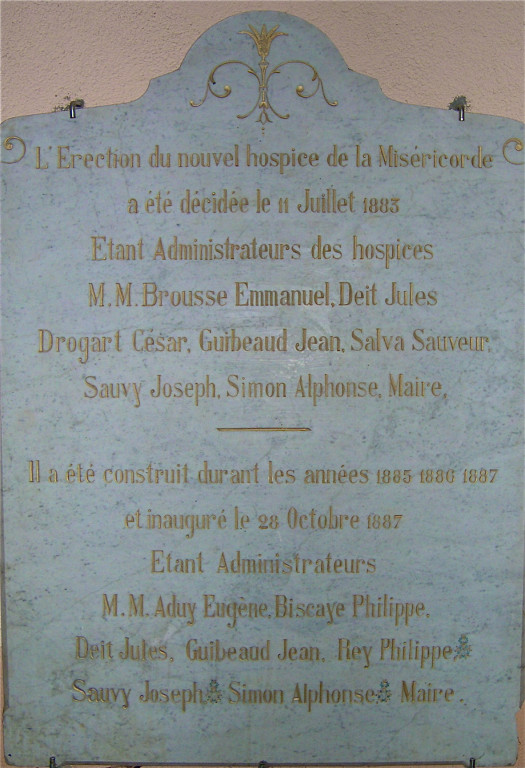 L'Erection du nouvel hospice de la Miséricorde
a été décidée le 11 Juillet 1883
Etant Administrateurs des hospices
M.M. Brousse Emmanuel, Deit Jules
Drogart César, Guibeaud Jean, Salva Sauveur,
Sauvy Joseph, Simon Alphonse, Maire,
Il a été construit durant les années 1885 1886 1887
et inauguré le 28 Octobre 1887
Etant Administrateurs
M.M. Aduy Eugène, Biscaye Philippe,
Deit Jules, Guibeaud Jean, Rey Philippe
Sauvy Joseph Simon Alphonse Maire.